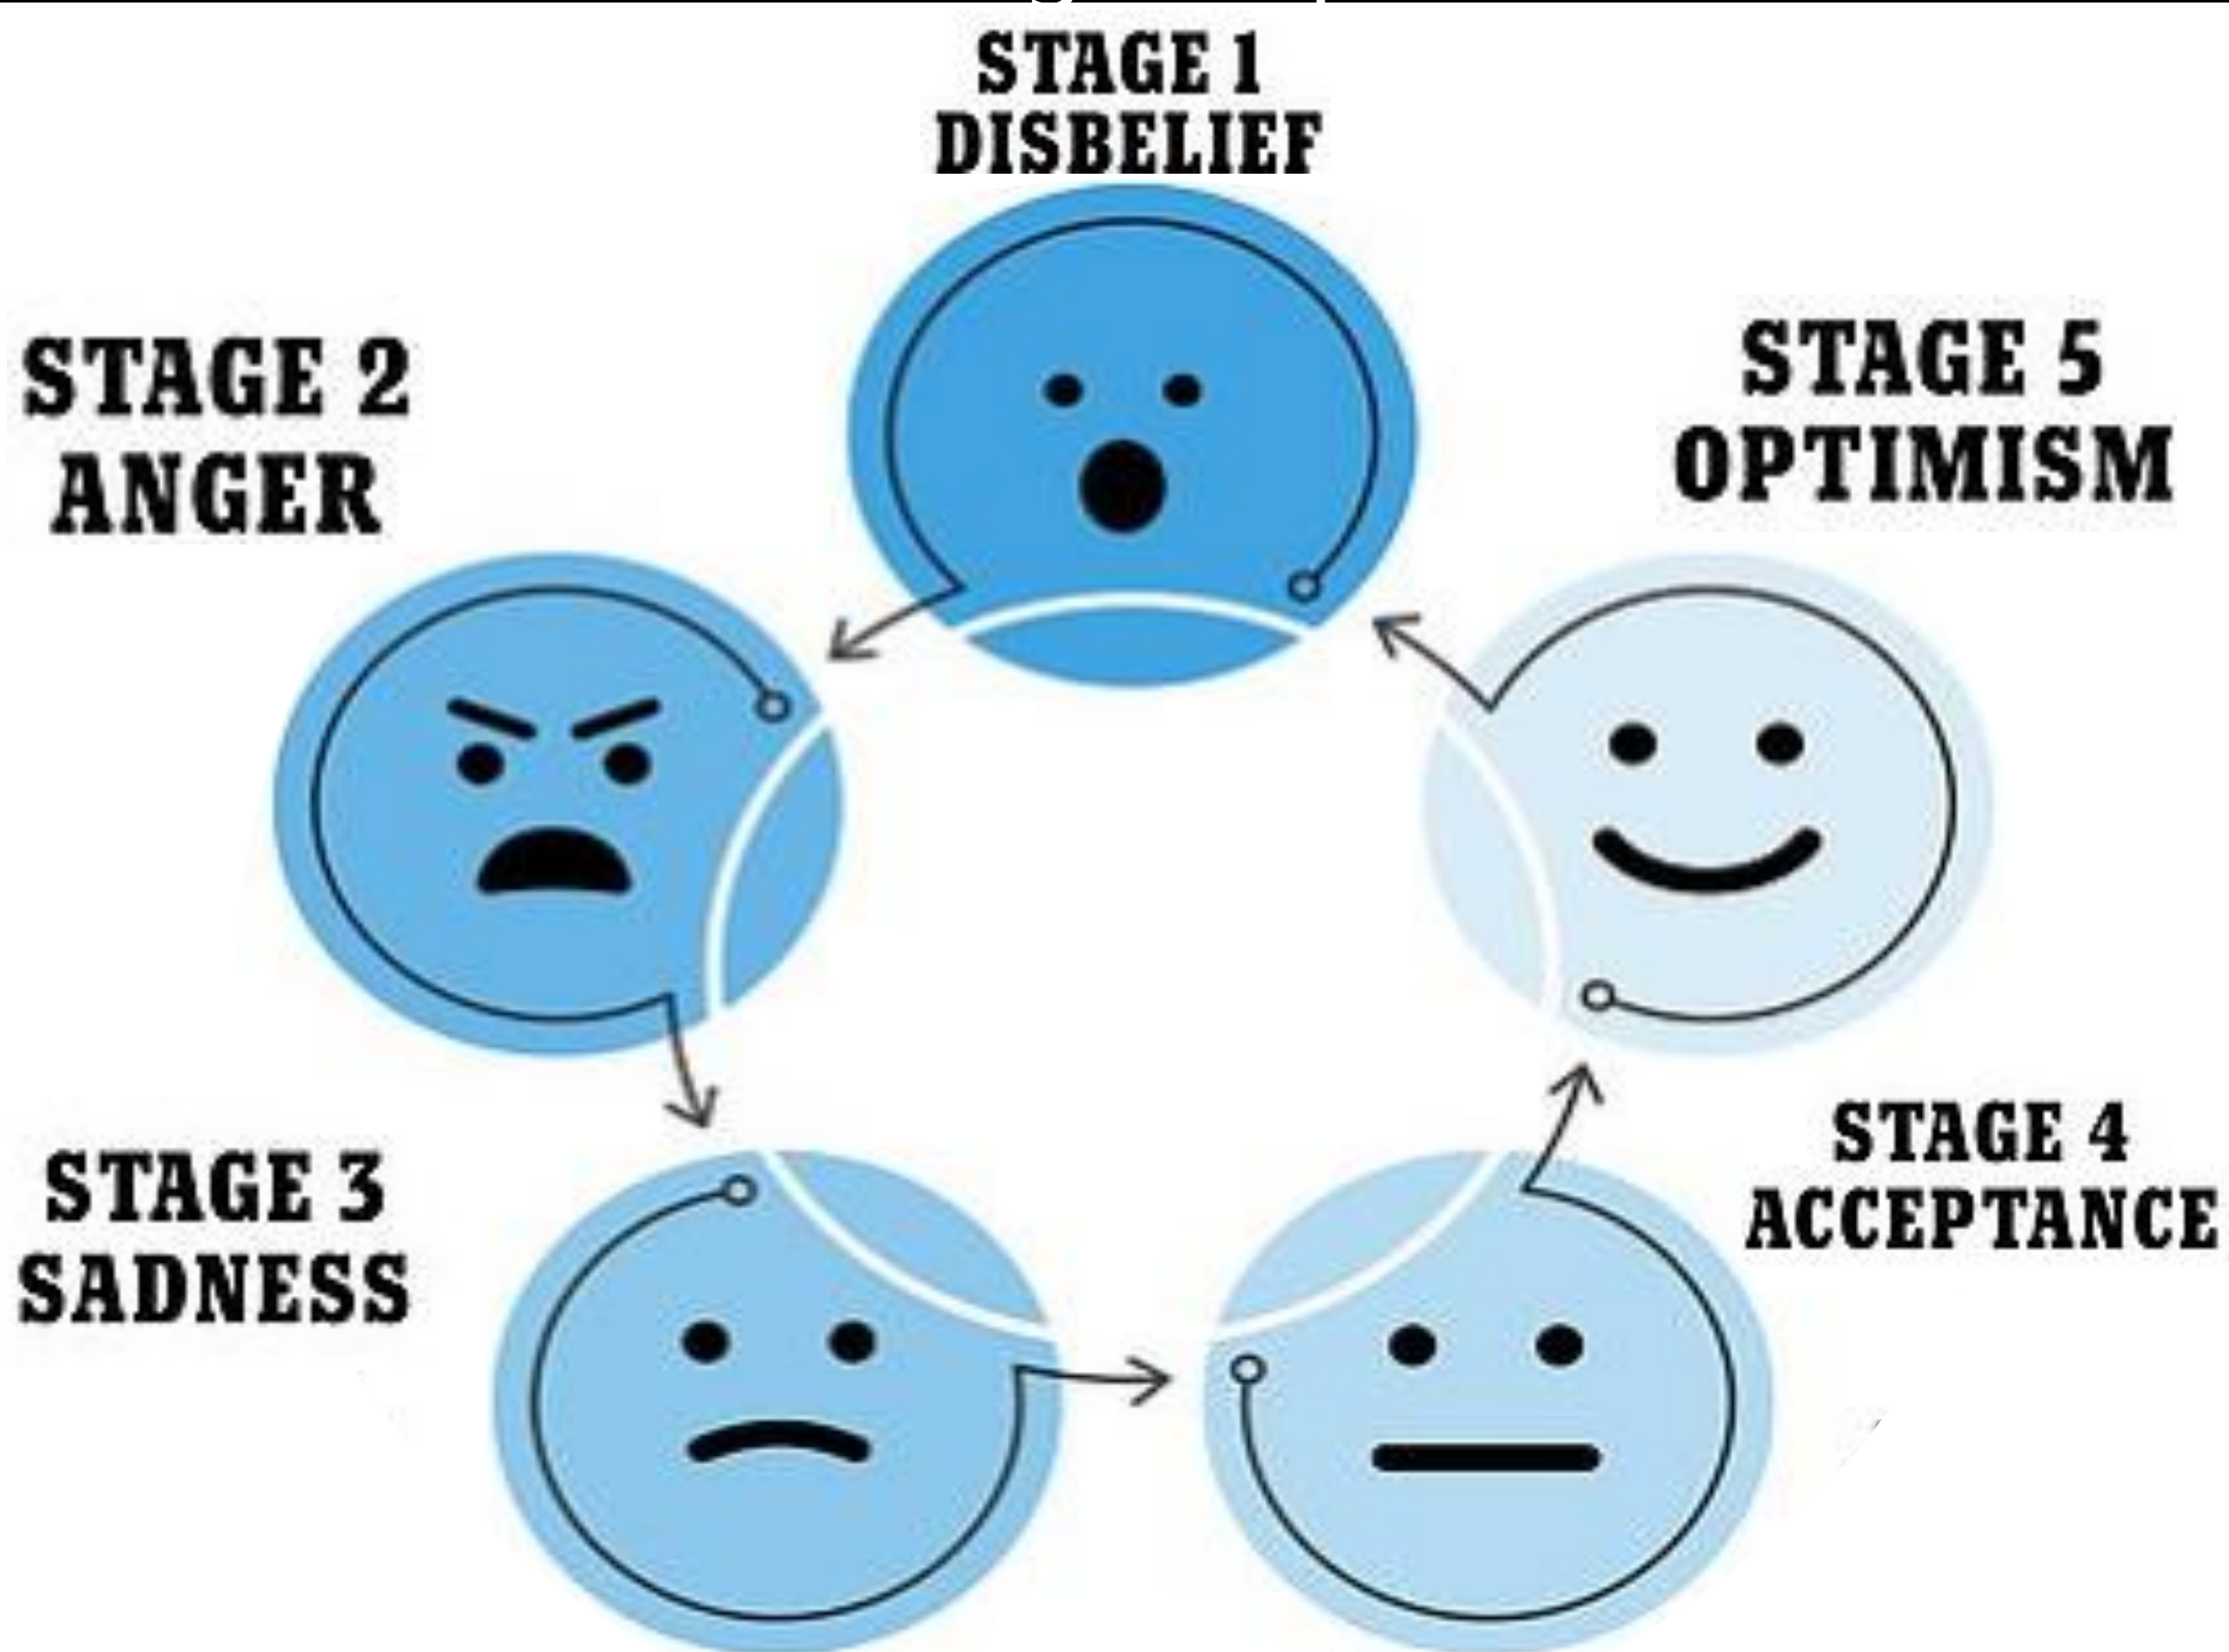 STAGE 1
DISBELIEF
STAGE 2
ANGER
STAGE 3
SADNESS
STAGE 4
ACCEPTANCE
STAGE 5
OPTIMISM